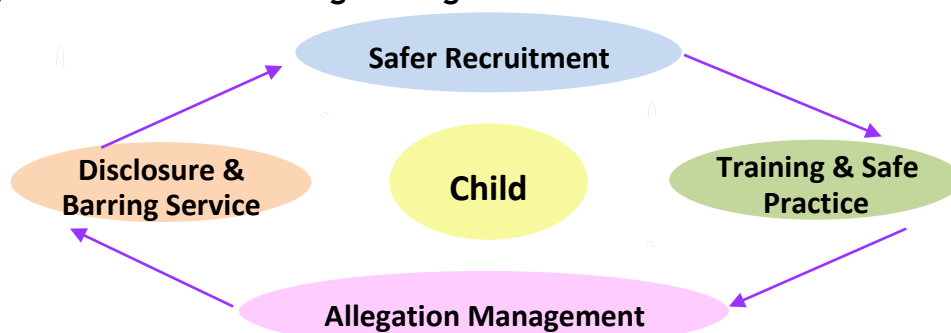 Safer Recruitment
Disclosure &
Barring Service
Child
Training & Safe
Practice
Allegation Management